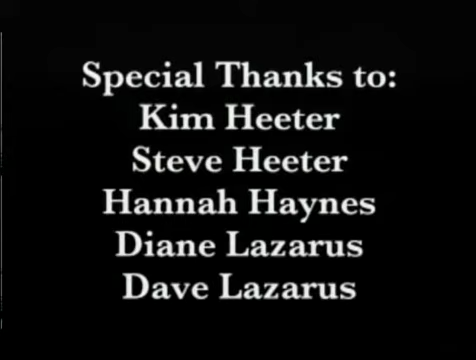 Special Thanks to:
Kim Heeter
Steve Heeter
Hannah Haynes
Diane Lazarus
Dave Lazarus